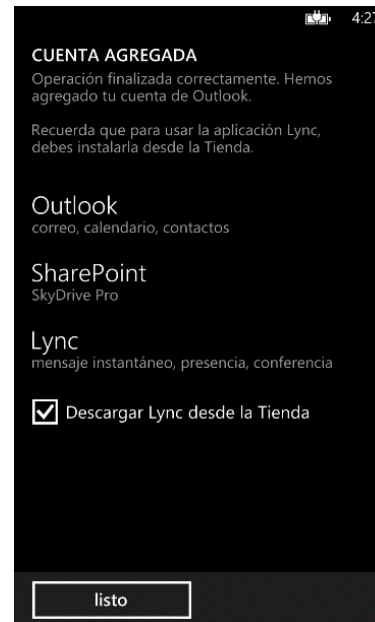 4:27
CUENTA AGREGADA
Operación finalizada correctamente. Hemos
agregado tu cuenta de Outlook.
Recuerda que para usar la aplicación Lync,
debes instalarla desde la Tienda.
Outlook
correo, calendario, contactos
SharePoint
SkyDrive Pro
Lync
mensaje instantáneo, presencia, conferencia
Descargar Lync desde la Tienda
listo